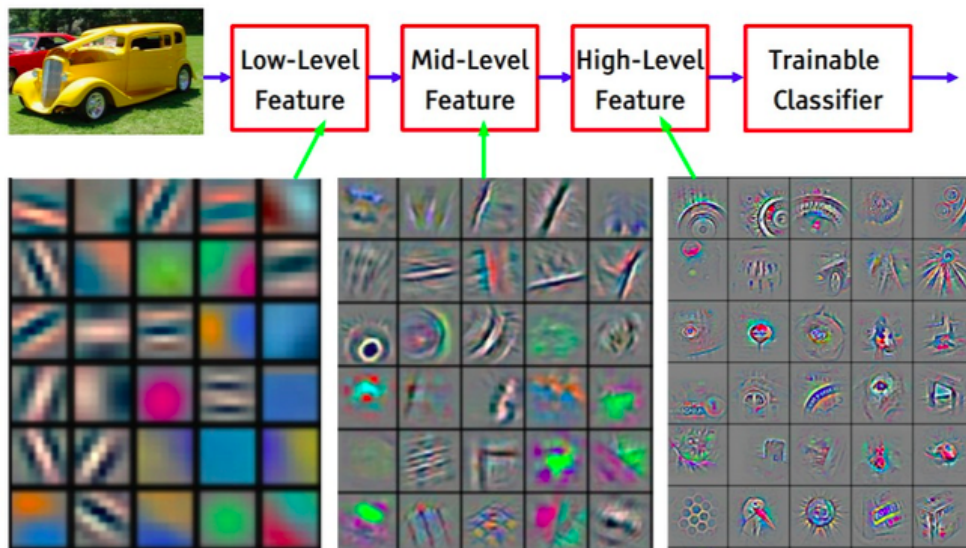 Low-Level
Feature
Mid-Level
Feature
High-Level
Feature
Trainable
Classifier